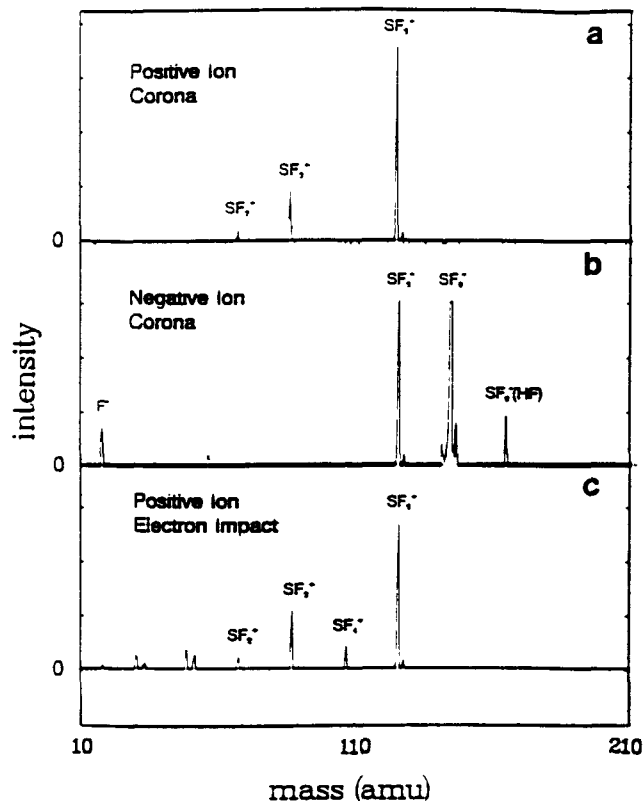 a
SF₅⁺
Positive Ion
Corona
SF₃⁺
SF₂⁺
0
b
SF₅⁻
SF₆⁻
Negative Ion
Corona
SF₆⁻(HF)
F⁻
0
c
Positive Ion
Electron Impact
SF₅⁺
SF₃⁺
SF₂⁺
SF₄⁺
0
intensity
10
110
210
mass (amu)